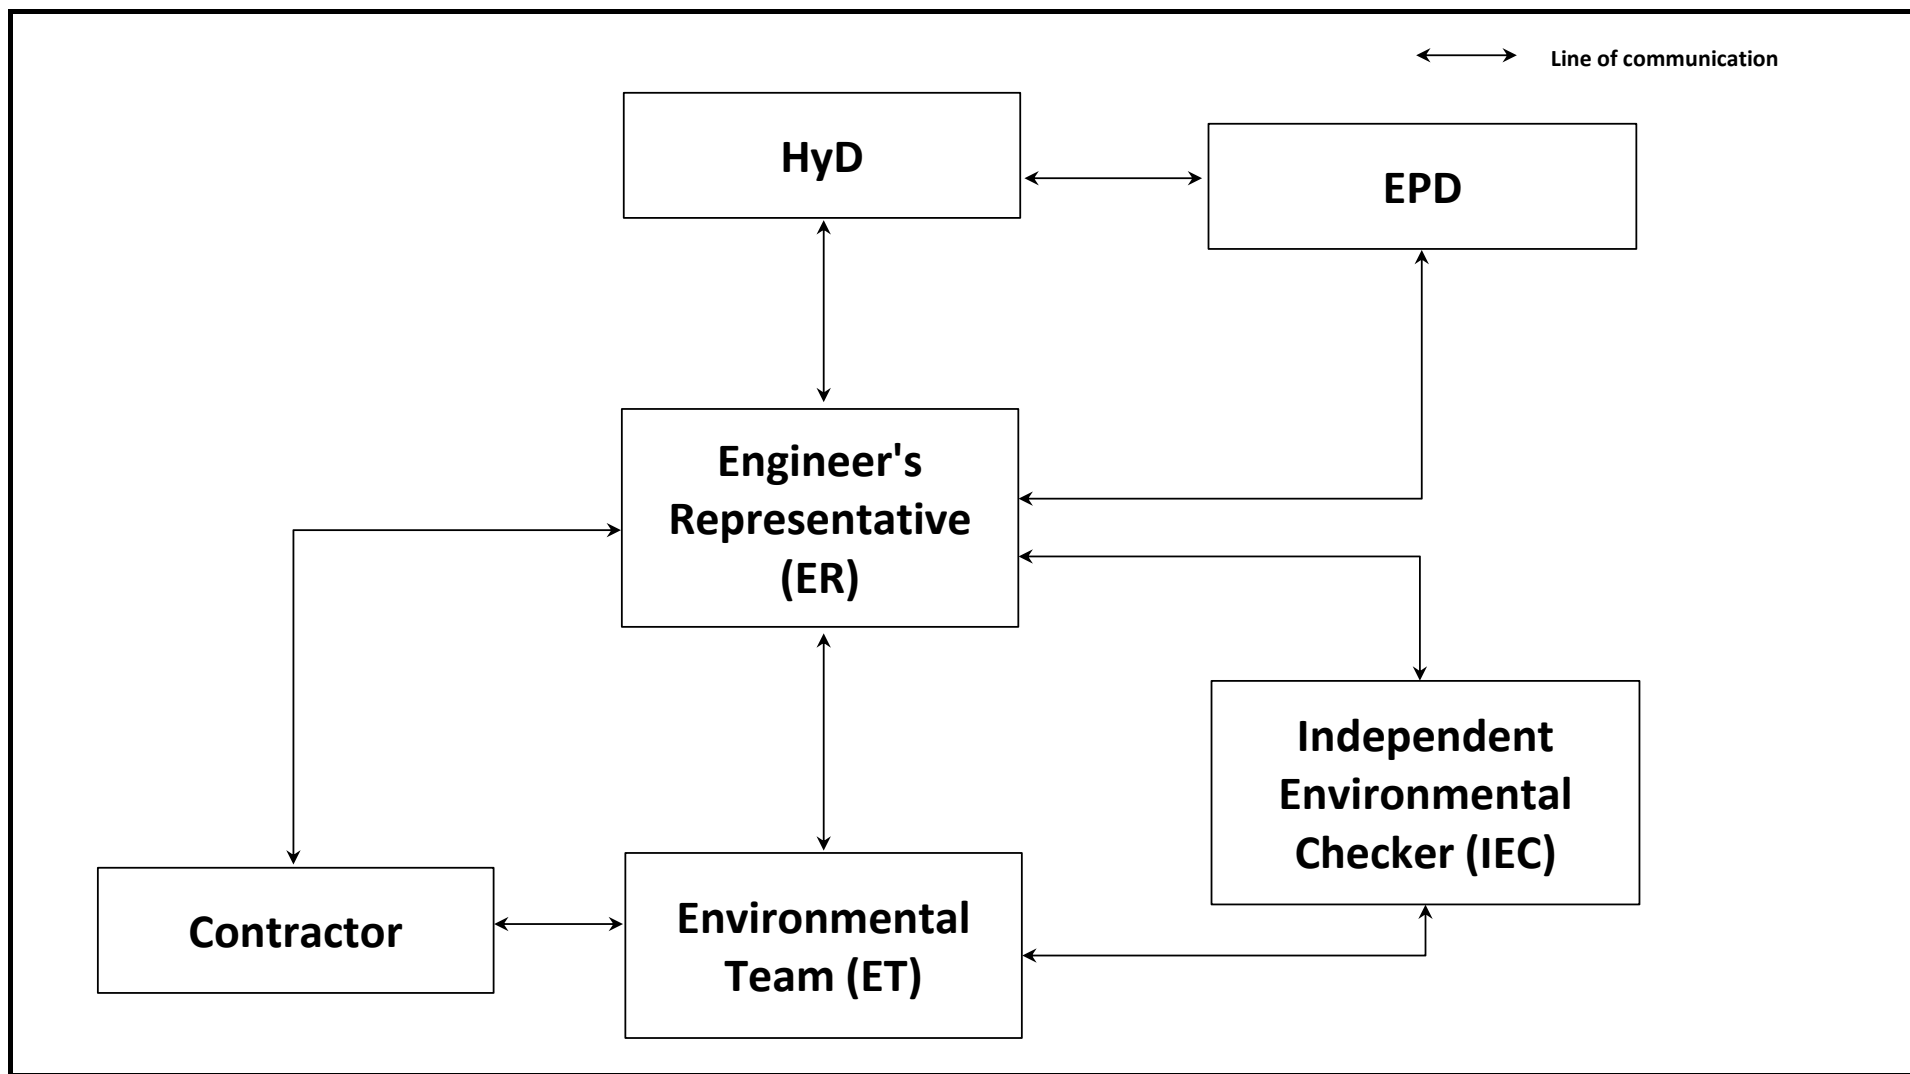 Line of communication
HyD
EPD
Engineer's
Representative
(ER)
Independent
Environmental
Checker (IEC)
Contractor
Environmental
Team (ET)